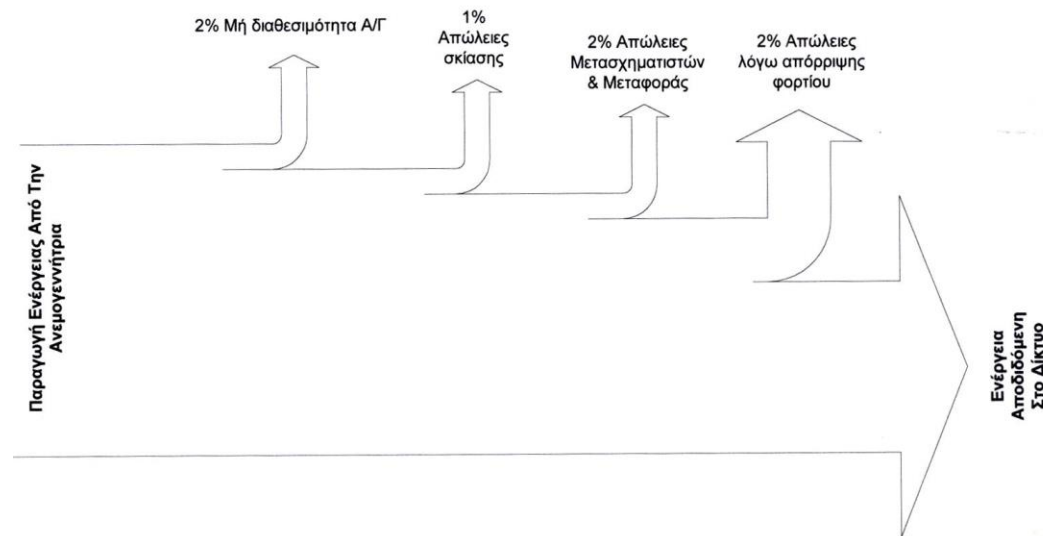 2% Μή διαθεσιμότητα Α/Γ
1%
Απώλειες
σκίασης
2% Απώλειες
Μετασχηματιστών
& Μεταφοράς
2% Απώλειες
λόγω απόρριψης
φορτίου
Παραγωγή Ενέργειας Από Την
Ανεμογεννήτρια
Ενέργεια
Αποδιδόμενη
Στο Δίκτυο